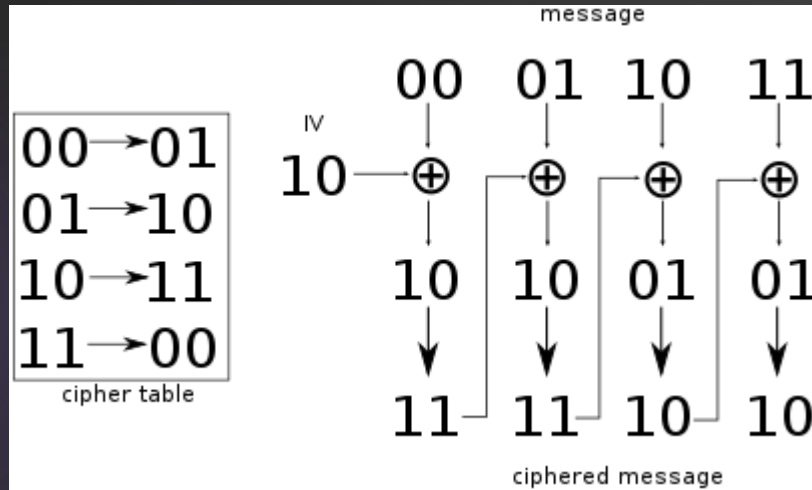 message
00 01 10 11
IV
10
00 01
01 10
10 11
11 00
cipher table
10 10 01 01
11 11 10 10
ciphered message